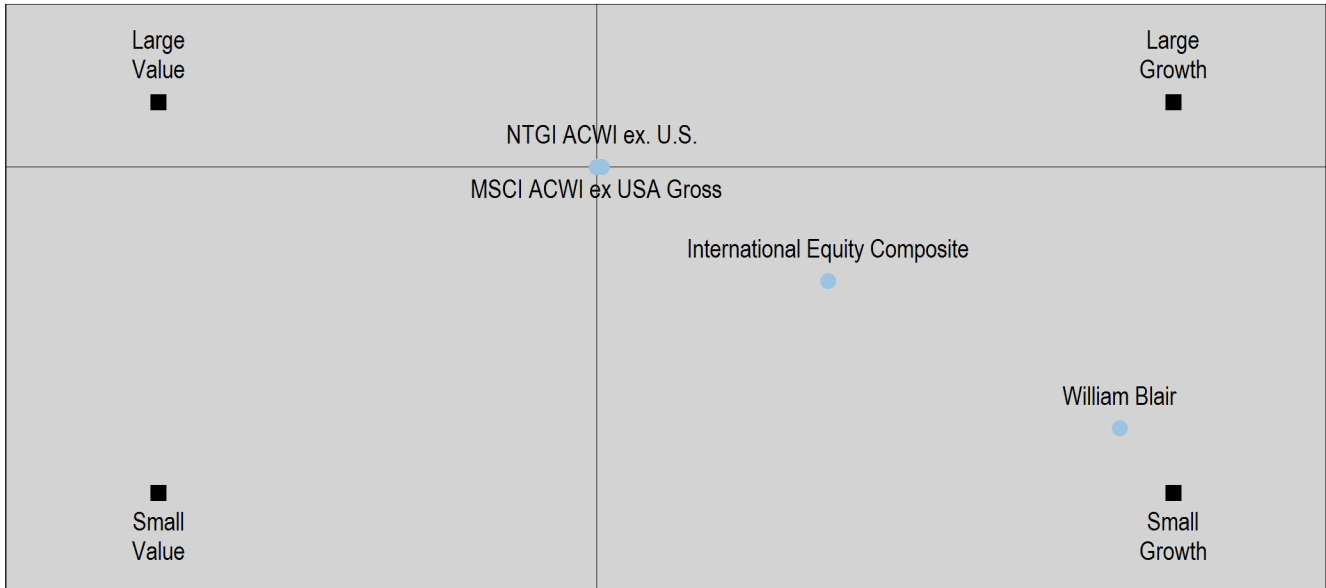 Large
Value
Large
Growth
NTGI ACWI ex. U.S.
MSCI ACWI ex USA Gross
International Equity Composite
William Blair
Small
Value
Small
Growth